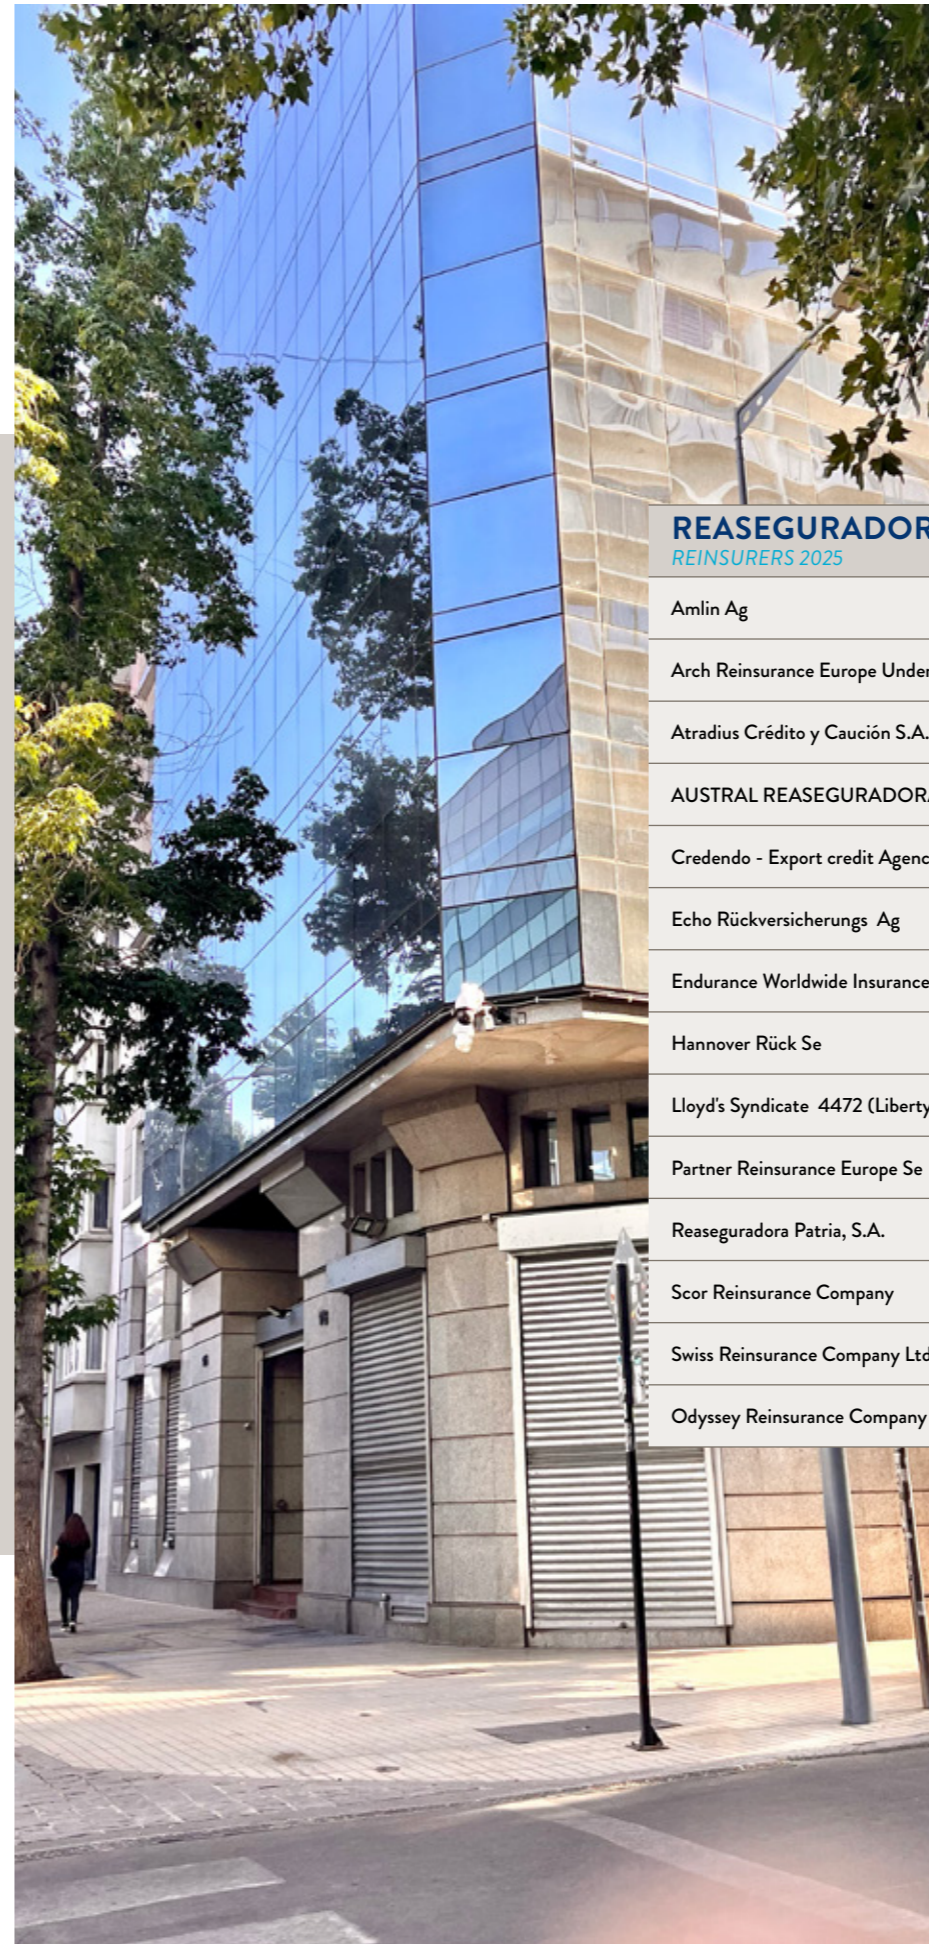 REASEGURADOR
REINSURERS 2025
Amlin Ag
Arch Reinsurance Europe Under
Atradius Crédito y Caución S.A.
AUSTRAL REASEGURADORA
Credendo - Export credit Agenc
Echo Rückversicherungs Ag
Endurance Worldwide Insurance
Hannover Rück Se
Lloyd's Syndicate 4472 (Liberty
Partner Reinsurance Europe Se
Reaseguradora Patria, S.A.
Scor Reinsurance Company
Swiss Reinsurance Company Ltd
Odyssey Reinsurance Company